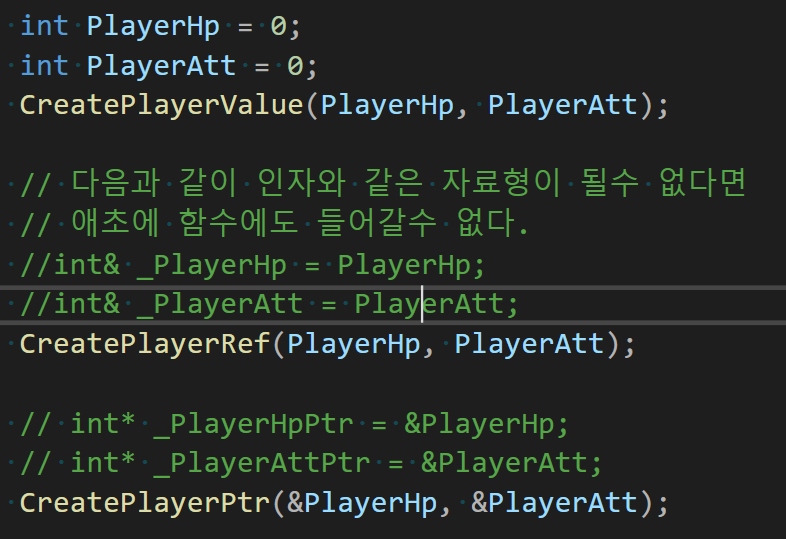 int PlayerHp = 0;
int PlayerAtt = 0;
CreatePlayerValue(PlayerHp, PlayerAtt);
// 다음과 같이 인자와 같은 자료형이 될수 없다면
// 애초에 함수에도 들어갈수 없다.
//int& _PlayerHp = PlayerHp;
//int& _PlayerAtt = PlayerAtt;
CreatePlayerRef(PlayerHp, PlayerAtt);
// int* _PlayerHpPtr = &PlayerHp;
// int* _PlayerAttPtr = &PlayerAtt;
CreatePlayerPtr(&PlayerHp, &PlayerAtt);